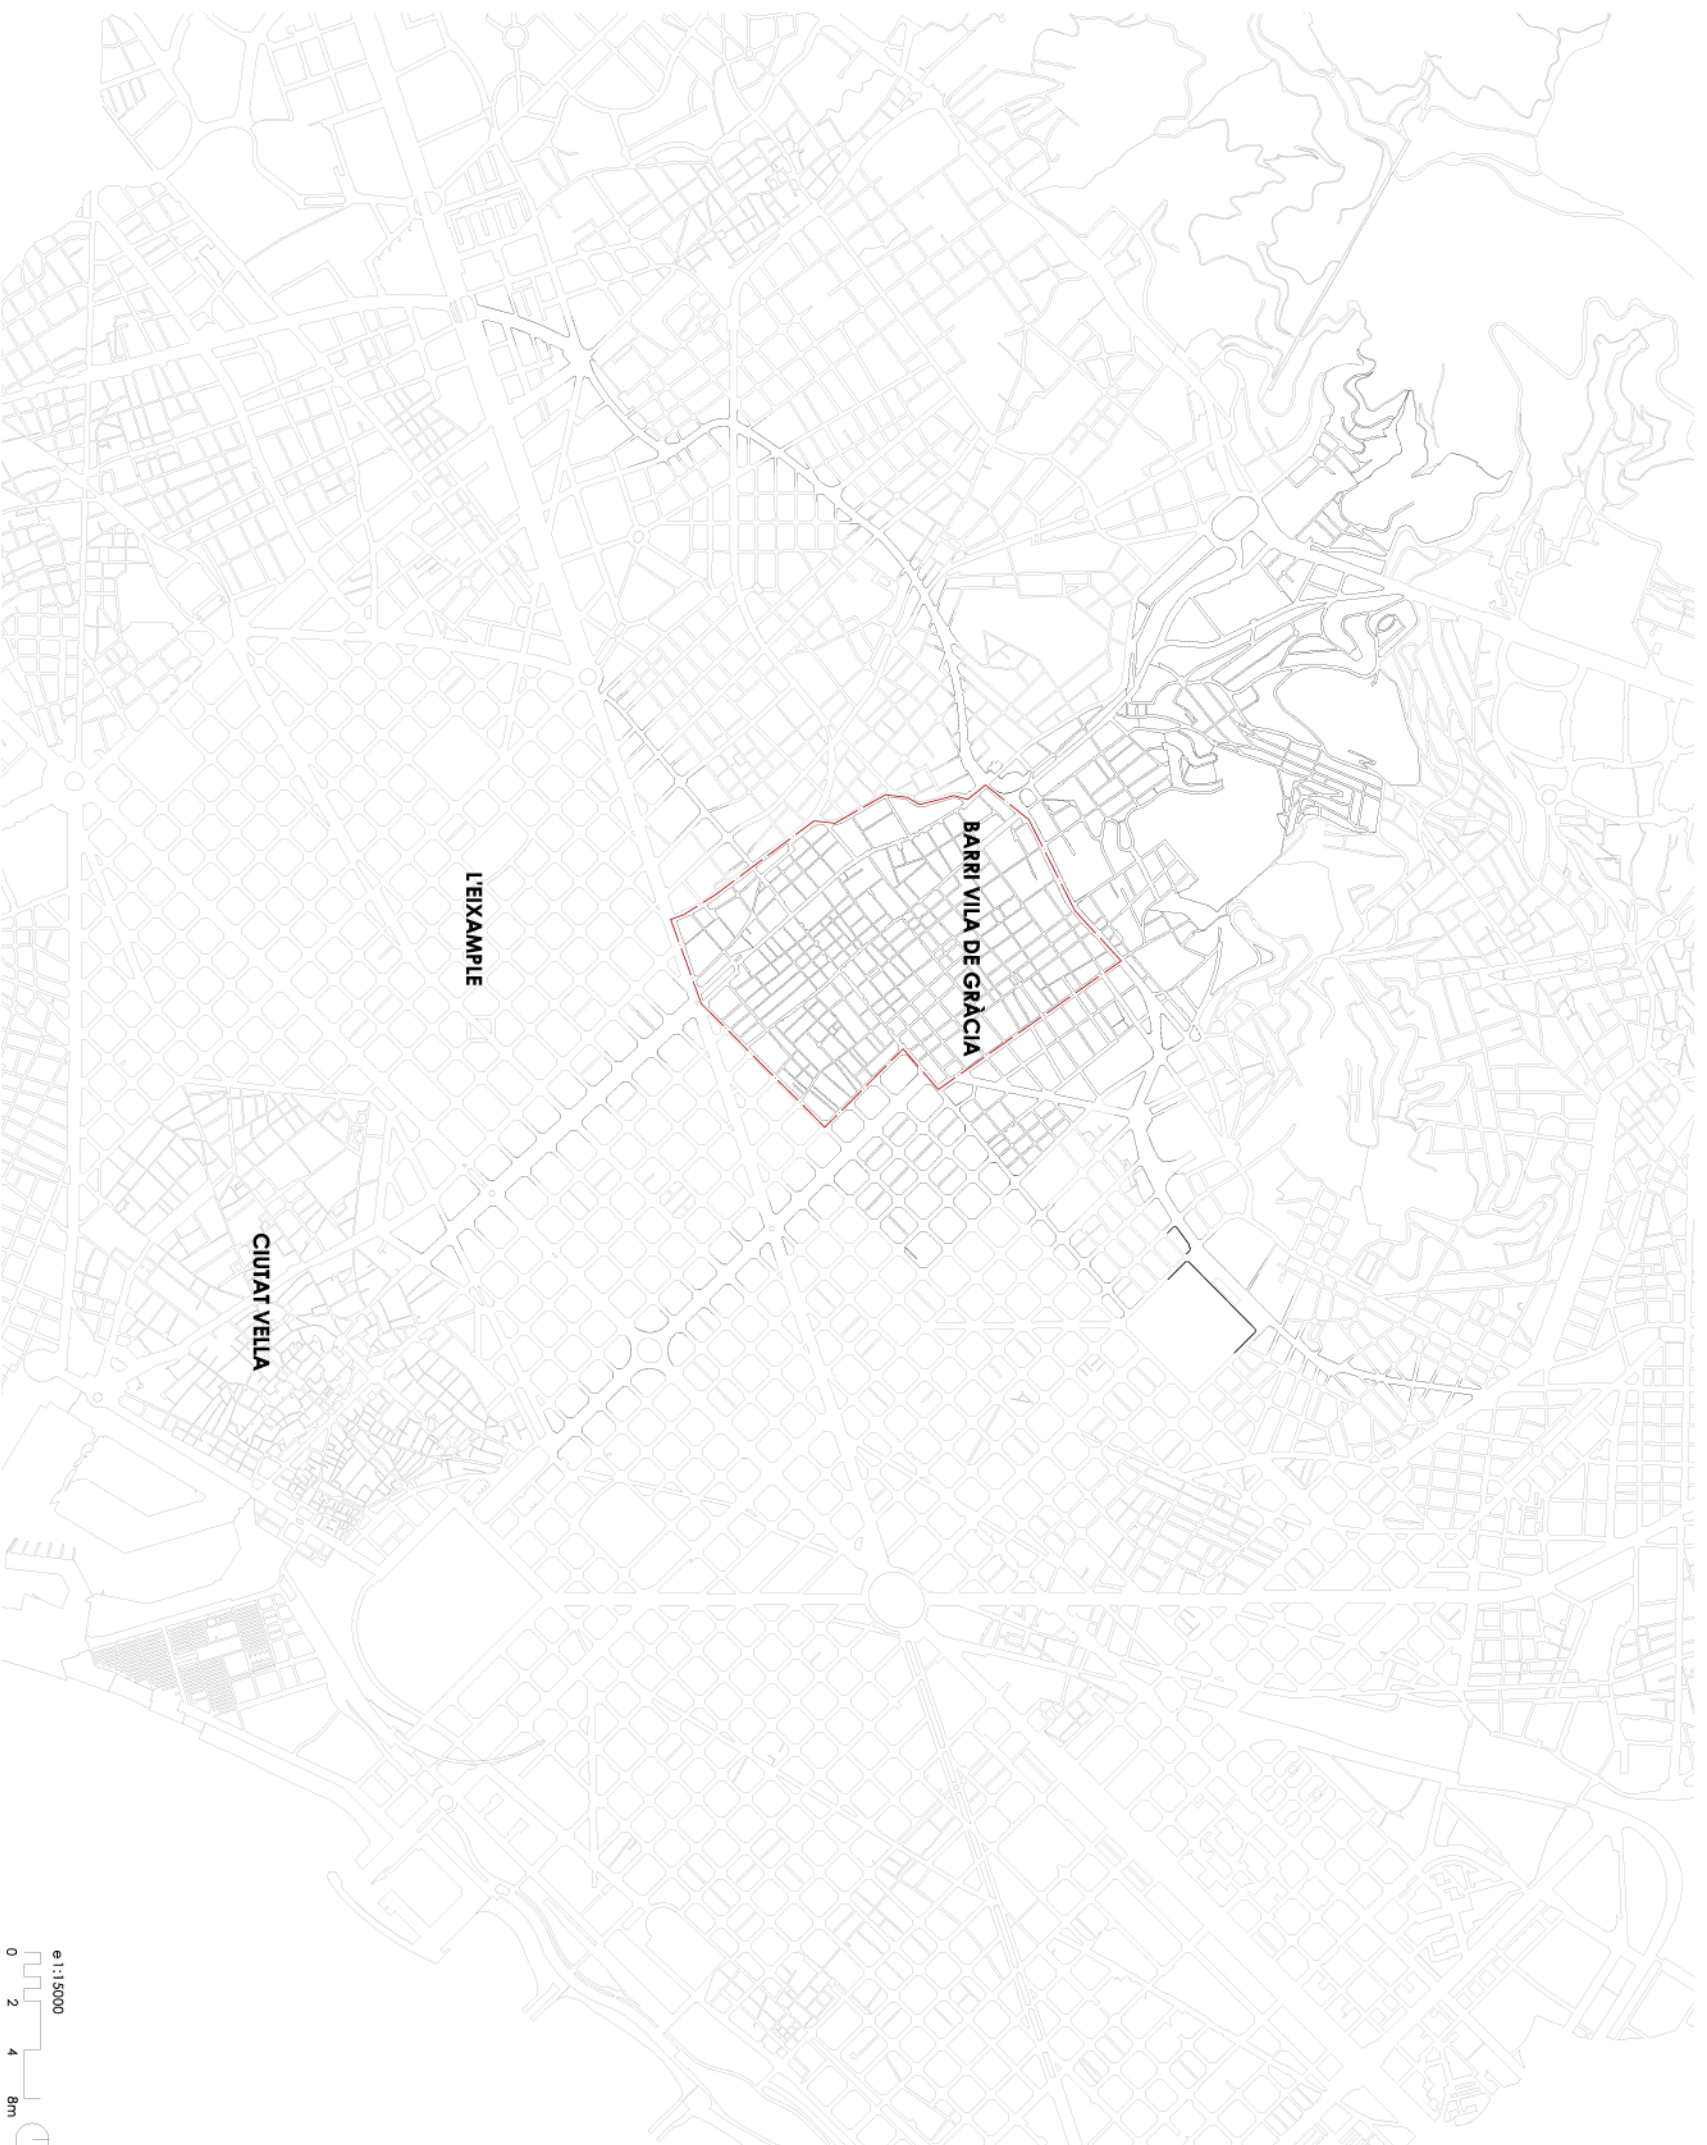 BARRI VILA DE GRÀCIA
L'EIXAMPLE
CIUTAT VELLA
e 1:15000
0 2 4 8m